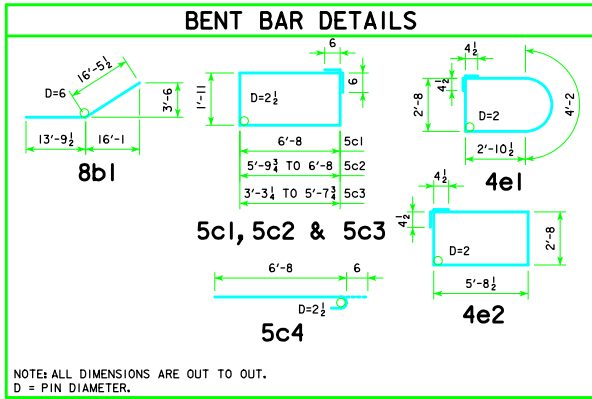 BENT BAR DETAILS
16'-5½
D=6
3'-6
13'-9½
16'-1
8b1
6
6
1'-11
D=2½
6'-8 5c1
5'-9¾ TO 6'-8 5c2
3'-3¼ TO 5'-7¾ 5c3
5c1, 5c2 & 5c3
6'-8
6
D=2½
5c4
4½
4½
2'-8
D=2
4'-2
2'-10½
4e1
4½
4½
D=2
2'-8
5'-8½
4e2
NOTE: ALL DIMENSIONS ARE OUT TO OUT.
D = PIN DIAMETER.